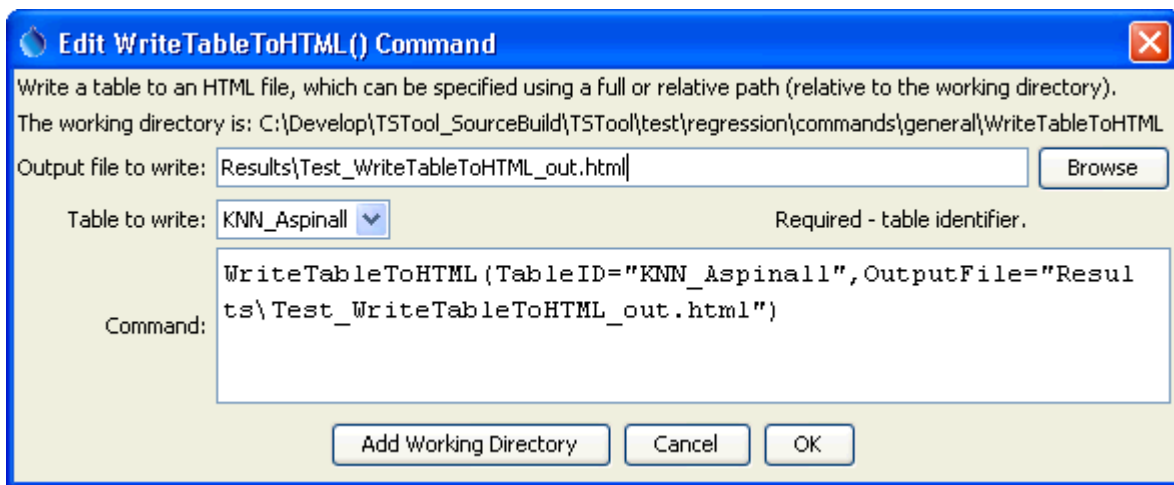 Edit WriteTableToHTML() Command
Write a table to an HTML file, which can be specified using a full or relative path (relative to the working directory).
The working directory is: C:\Develop\TSTool_SourceBuild\TSTool\test\regression\commands\general\WriteTableToHTML
Output file to write: Results\Test_WriteTableToHTML_out.html Browse
Table to write: KNN_Aspinall Required - table identifier.
WriteTableToHTML(TableID="KNN_Aspinall",OutputFile="Resul
ts\Test_WriteTableToHTML_out.html")
Command:
Add Working Directory Cancel OK